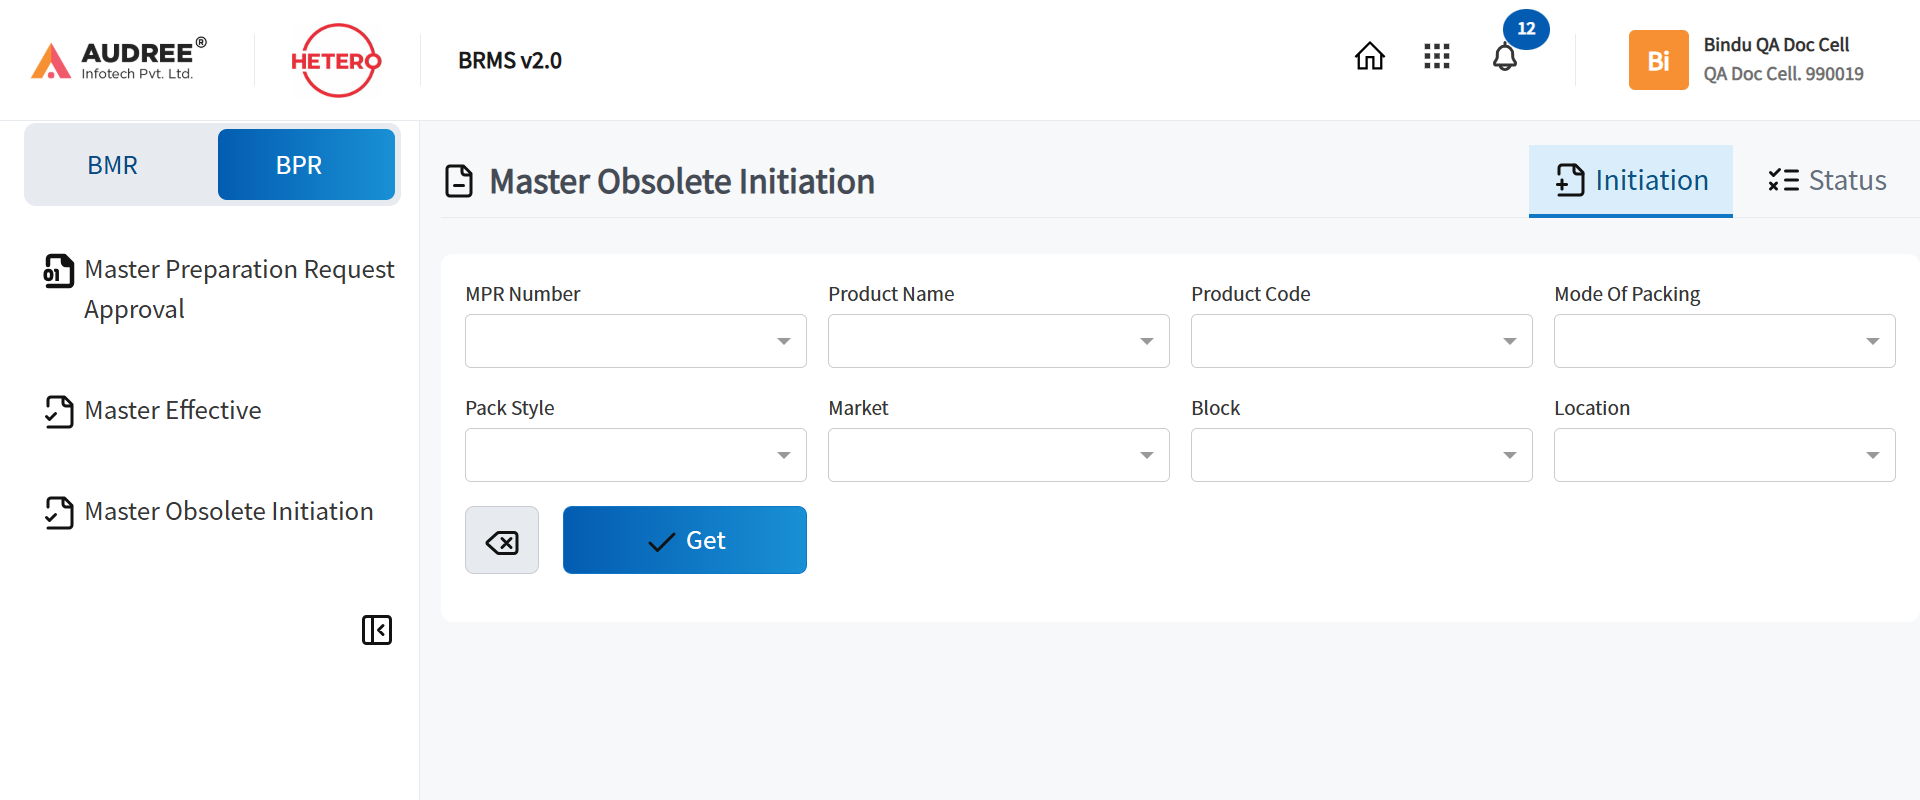 AUDREE®
Infotech Pvt. Ltd.
HETERO
BRMS v2.0
12
Bi
Bindu QA Doc Cell
QA Doc Cell. 990019
BMR
BPR
Master Preparation Request
Approval
Master Effective
Master Obsolete Initiation
Master Obsolete Initiation
Initiation
Status
MPR Number
Product Name
Product Code
Mode Of Packing
Pack Style
Market
Block
Location
Get